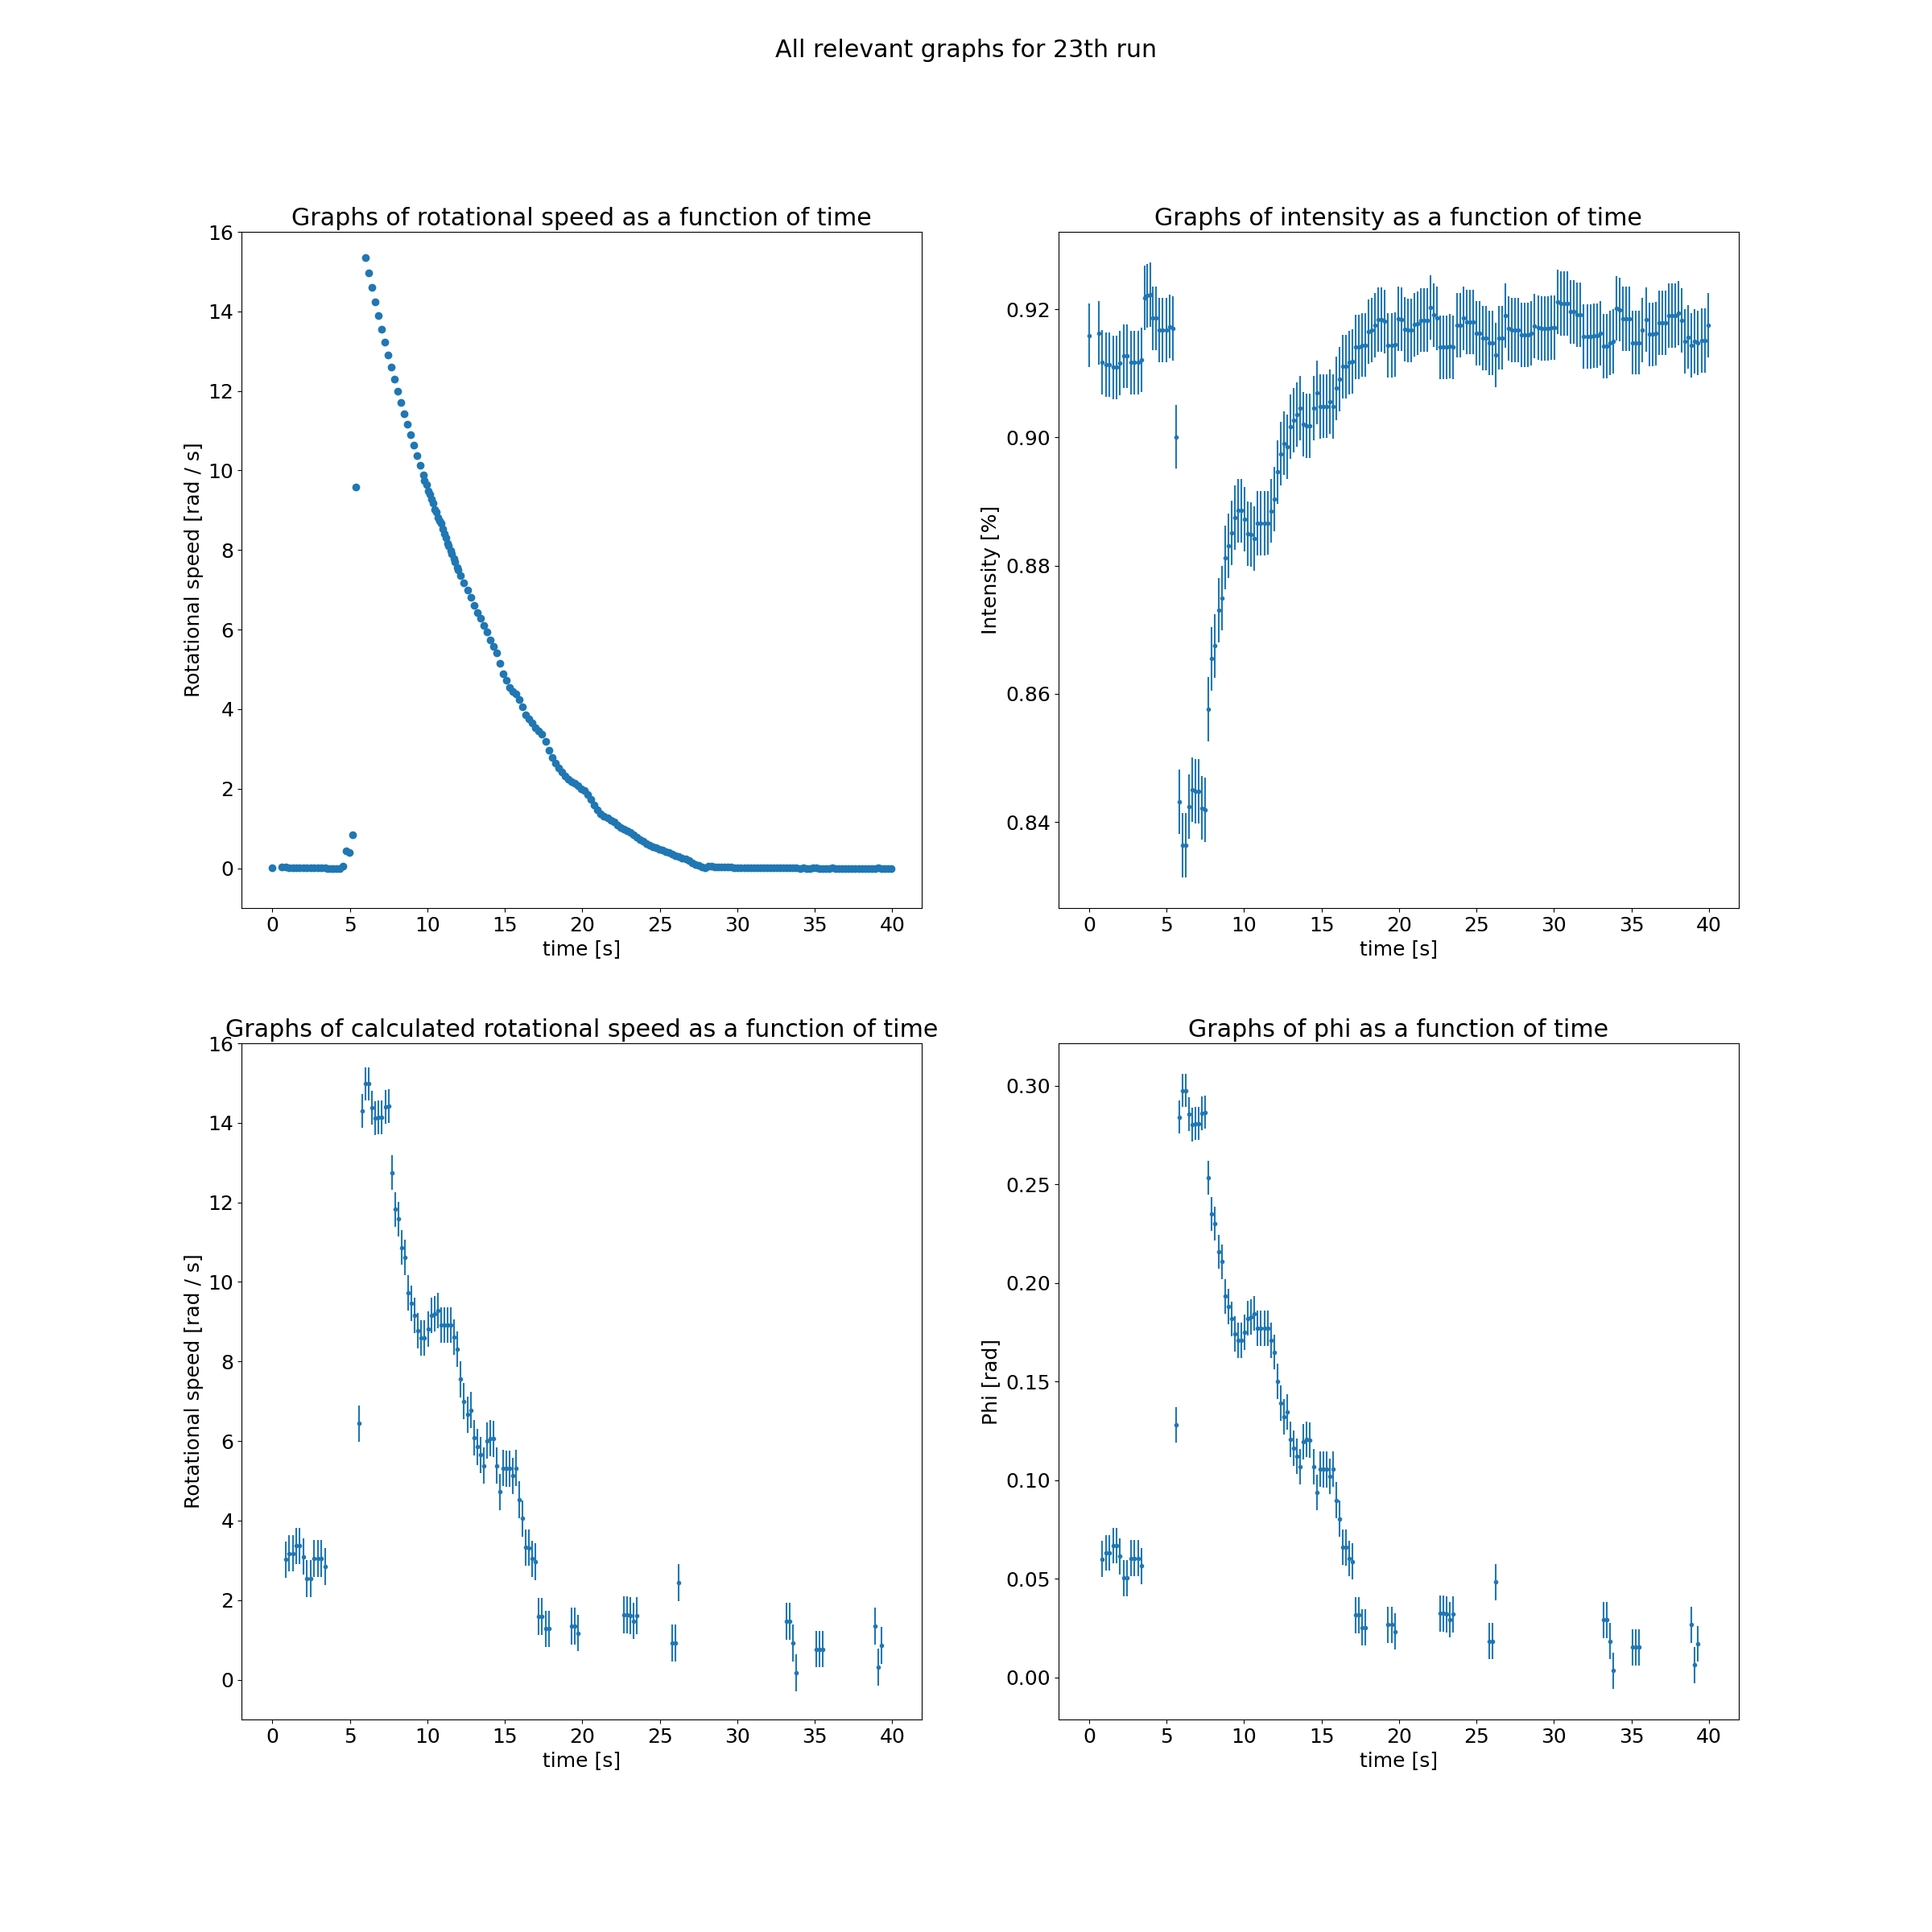 All relevant graphs for 23th run
Graphs of rotational speed as a function of time
16
14
12
10
8
6
4
2
0
Rotational speed [rad / s]
0 5 10 15 20 25 30 35 40
time [s]
Graphs of intensity as a function of time
0.92
0.90
0.88
0.86
0.84
Intensity [%]
0 5 10 15 20 25 30 35 40
time [s]
Graphs of calculated rotational speed as a function of time
16
14
12
10
8
6
4
2
0
Rotational speed [rad / s]
0 5 10 15 20 25 30 35 40
time [s]
Graphs of phi as a function of time
0.30
0.25
0.20
0.15
0.10
0.05
0.00
Phi [rad]
0 5 10 15 20 25 30 35 40
time [s]